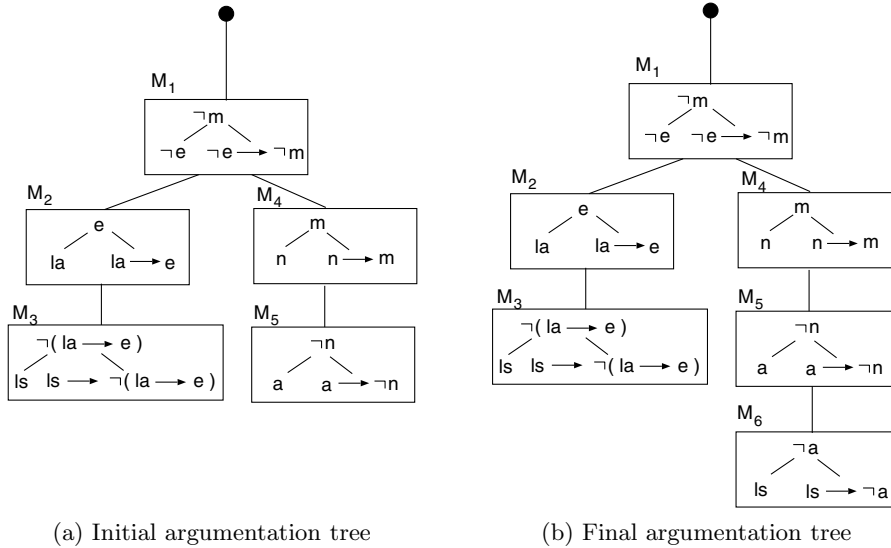 M1
¬m
¬e ¬e → ¬m
M2
e
la la → e
M4
m
n n → m
M3
¬( la → e )
ls ls → ¬( la → e )
M5
¬n
a a → ¬n
(a) Initial argumentation tree
M1
¬m
¬e ¬e → ¬m
M2
e
la la → e
M4
m
n n → m
M3
¬( la → e )
ls ls → ¬( la → e )
M5
¬n
a a → ¬n
M6
¬a
ls ls → ¬a
(b) Final argumentation tree